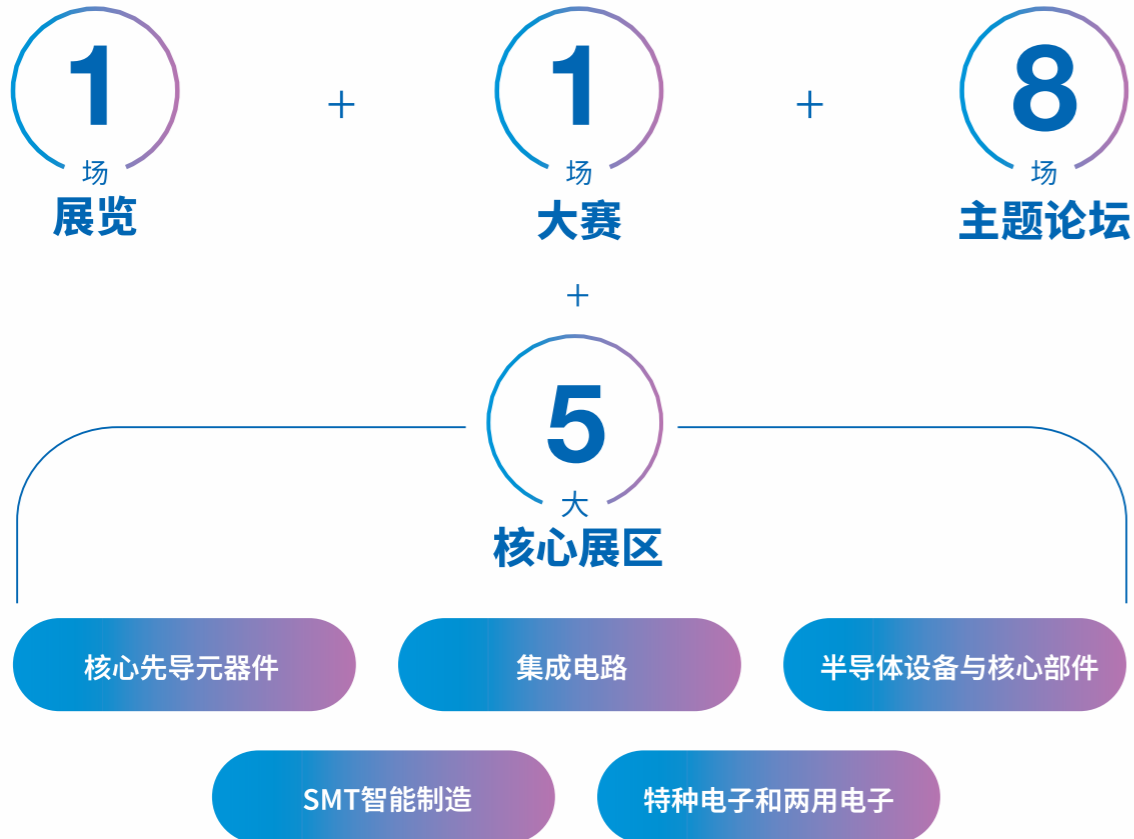 1 + 1 + 8
场 场 场
展览 大赛 主题论坛
+
5
大
核心展区
核心先导元器件 集成电路 半导体设备与核心部件
SMT智能制造 特种电子和两用电子